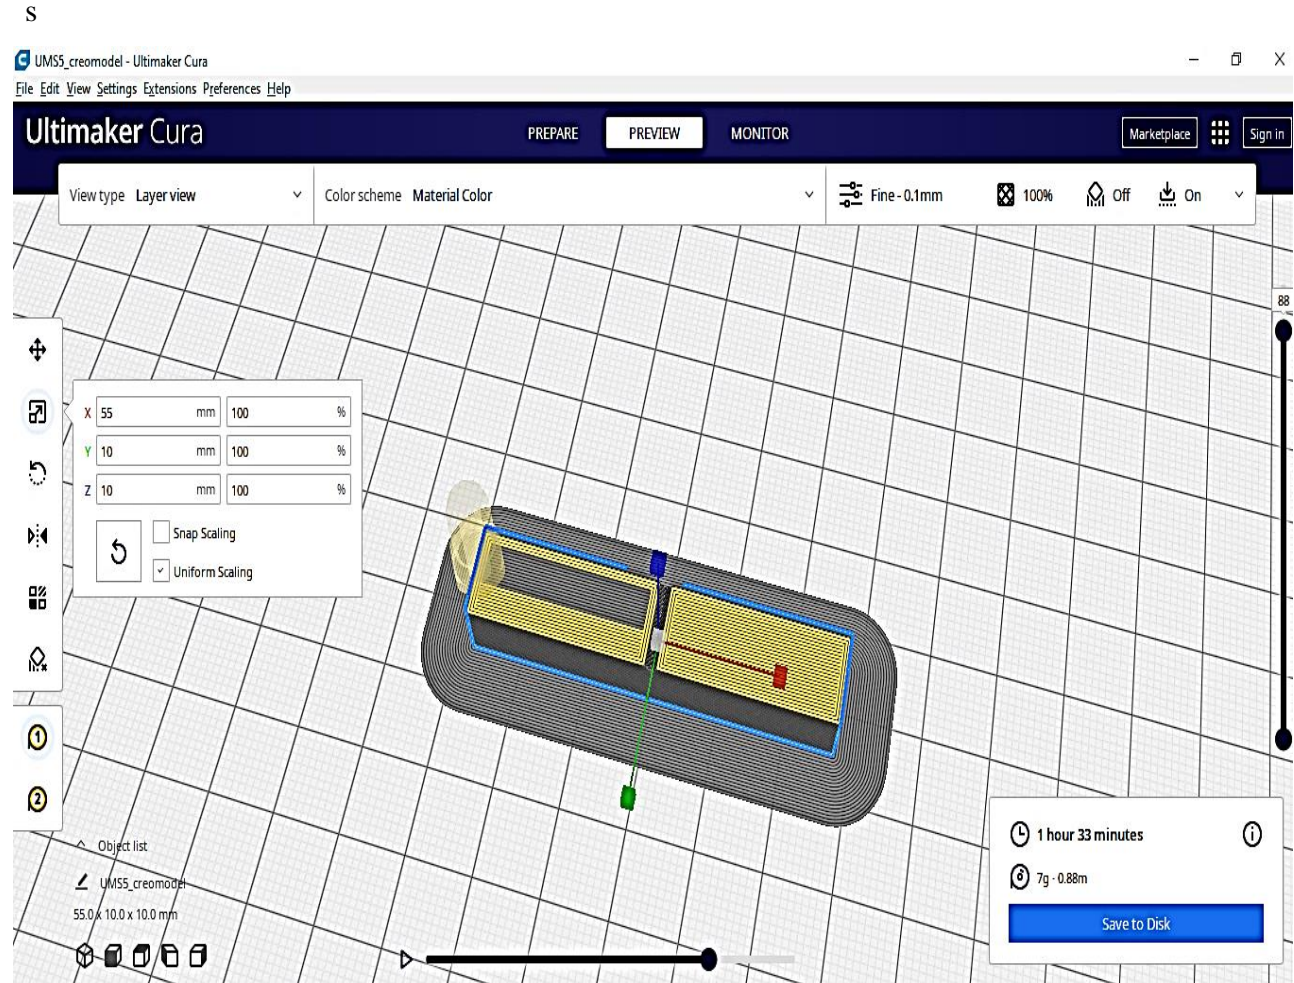 s
UMS5_creomodel - Ultimaker Cura
File Edit View Settings Extensions Preferences Help
Ultimaker Cura PREPARE PREVIEW MONITOR Marketplace Sign in
View type Layer view Color scheme Material Color Fine - 0.1mm 100% Off On
88
X 55 mm 100 %
Y 10 mm 100 %
Z 10 mm 100 %
Snap Scaling
Uniform Scaling
1
2
Object list
UMS5_creomodel
55.0 x 10.0 x 10.0 mm
1 hour 33 minutes
7g · 0.88m
Save to Disk